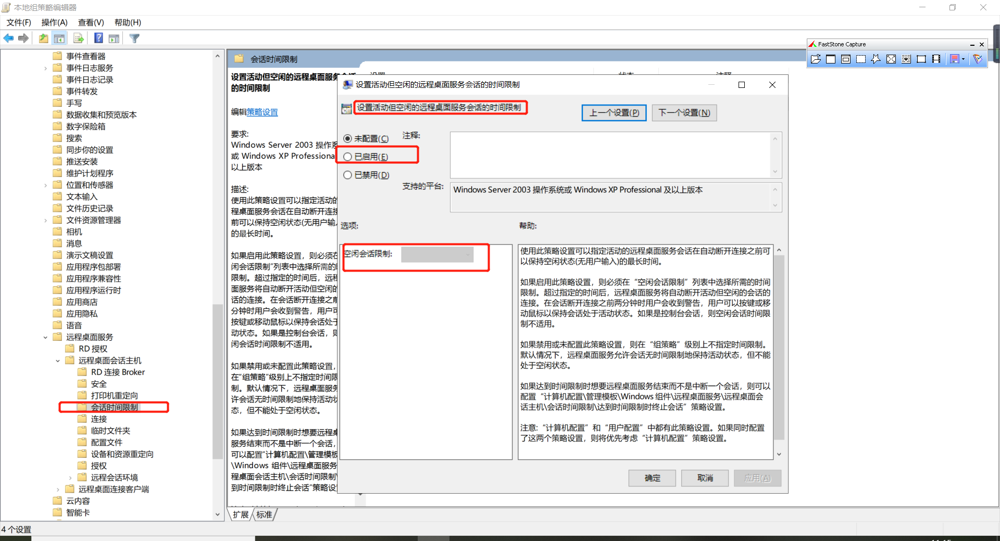 本地组策略编辑器
文件(F) 操作(A) 查看(V) 帮助(H)
FastStone Capture
事件查看器
事件日志服务
事件日志记录
事件转发
手写
数据收集和预览版本
数字保险箱
搜索
同步你的设置
推送安装
维护计划程序
位置和传感器
文本输入
文件历史记录
文件资源管理器
相机
消息
演示文稿设置
应用程序包部署
应用程序兼容性
应用程序运行时
应用商店
应用隐私
语音
远程桌面服务
RD 授权
远程桌面会话主机
RD 连接 Broker
安全
打印机重定向
会话时间限制
连接
临时文件夹
配置文件
设备和资源重定向
授权
远程会话环境
远程桌面连接客户端
云内容
智能卡
4 个设置
会话时间限制
设置活动但空闲的远程桌面服务会话
的时间限制
编辑策略设置
要求:
Windows Server 2003 操作系
或 Windows XP Professiona
以上版本
描述:
使用此策略设置可以指定活动的
程桌面服务会话在自动断开连接
前可以保持空闲状态(无用户输入
的最长时间。
如果启用此策略设置，则必须在
闲会话限制”列表中选择所需的时
限制。超过指定的时间后，远程
面服务将自动断开活动但空闲的
话的连接。在会话断开连接之前
分钟时用户会收到警告，用户可
按键或移动鼠标以保持会话处于
动状态。如果是控制台会话，则
闲会话时间限制不适用。
如果禁用或未配置此策略设置，
在“组策略”级别上不指定时间限
制。默认情况下，远程桌面服务
许会话无时间限制地保持活动状
态，但不能处于空闲状态。
如果达到时间限制时想要远程桌
服务结束而不是中断一个会话，
可以配置“计算机配置\管理模板
\Windows 组件\远程桌面服务
程桌面会话主机\会话时间限制\
到时间限制时终止会话”策略设
扩展 标准
设置 状态 注释
设置活动但空闲的远程桌面服务会话的时间限制
设置活动但空闲的远程桌面服务会话的时间限制
上一个设置(P) 下一个设置(N)
未配置(C) 注释:
已启用(E)
已禁用(D)
支持的平台: Windows Server 2003 操作系统或 Windows XP Professional 及以上版本
选项: 帮助:
空闲会话限制:
使用此策略设置可以指定活动的远程桌面服务会话在自动断开连接之前可
以保持空闲状态(无用户输入)的最长时间。
如果启用此策略设置，则必须在“空闲会话限制”列表中选择所需的时间
限制。超过指定的时间后，远程桌面服务将自动断开活动但空闲的会话的
连接。在会话断开连接之前两分钟时用户会收到警告，用户可以按键或移
动鼠标以保持会话处于活动状态。如果是控制台会话，则空闲会话时间限
制不适用。
如果禁用或未配置此策略设置，则在“组策略”级别上不指定时间限制。
默认情况下，远程桌面服务允许会话无时间限制地保持活动状态，但不能
处于空闲状态。
如果达到时间限制时想要远程桌面服务结束而不是中断一个会话，则可以
配置“计算机配置\管理模板\Windows 组件\远程桌面服务\远程桌面会
话主机\会话时间限制\达到时间限制时终止会话”策略设置。
注意:“计算机配置”和“用户配置”中都有此策略设置。如果同时配置
了这两个策略设置，则将优先考虑“计算机配置”策略设置。
确定 取消 应用(A)